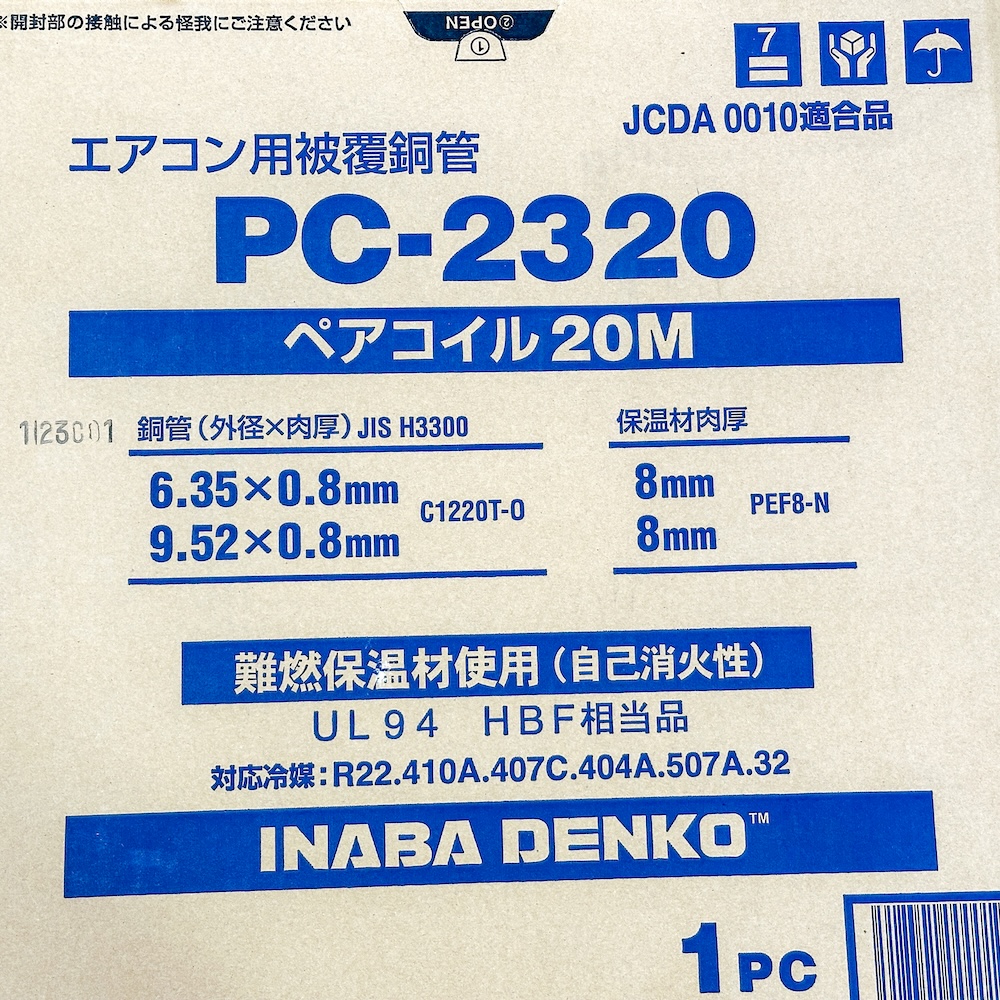 ※開封部の接触による怪我にご注意ください
②OPEN
①
7
JCDA 0010適合品
エアコン用被覆銅管
PC-2320
ペアコイル20M
銅管(外径×肉厚)JIS H3300
保温材肉厚
6.35×0.8mm
9.52×0.8mm
C1220T-O
8mm
8mm
PEF8-N
難燃保温材使用(自己消火性)
UL94 HBF相当品
対応冷媒:R22.410A.407C.404A.507A.32
INABA DENKO™
1PC